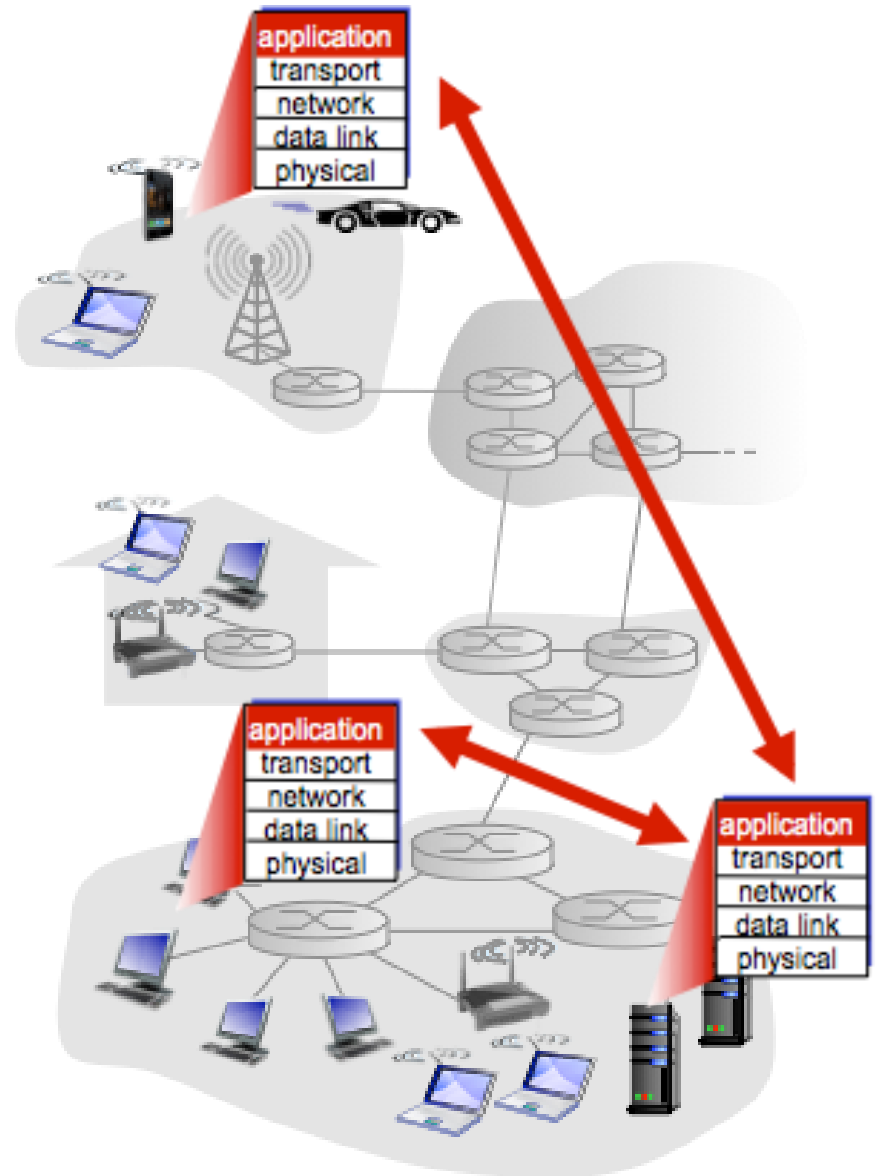 application
transport
network
data link
physical
application
transport
network
data link
physical
application
transport
network
data link
physical